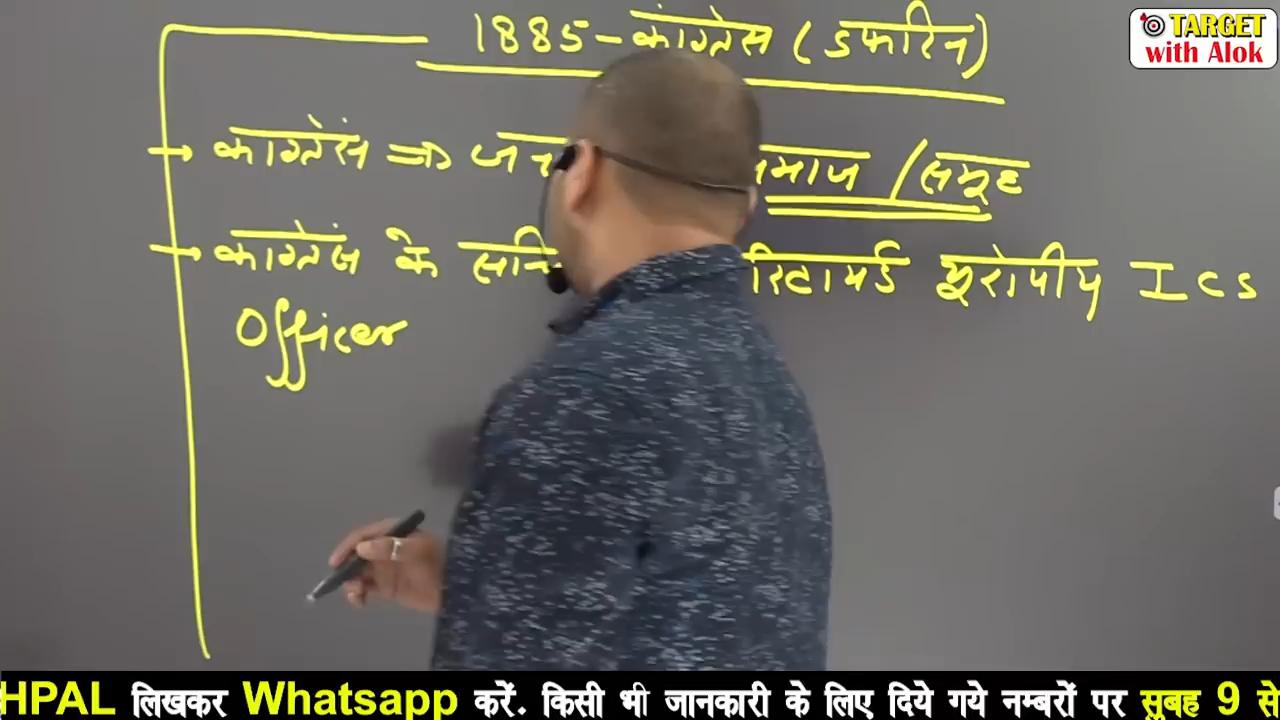 1885 - कांग्रेस ( डफरिन )
TARGET
with Alok
कांग्रेस ⇒ समाज / समूह
कांग्रेस के रिटायर्ड यूरोपीय ICS
Officer
HPAL लिखकर Whatsapp करें. किसी भी जानकारी के लिए दिये गये नम्बरों पर सुबह 9 से